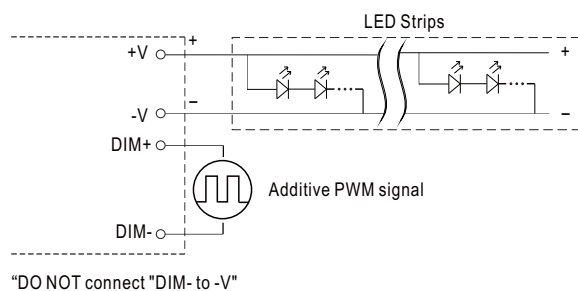 LED Strips
+V + +
-V - -
DIM+
Additive PWM signal
DIM-
“DO NOT connect "DIM- to -V"